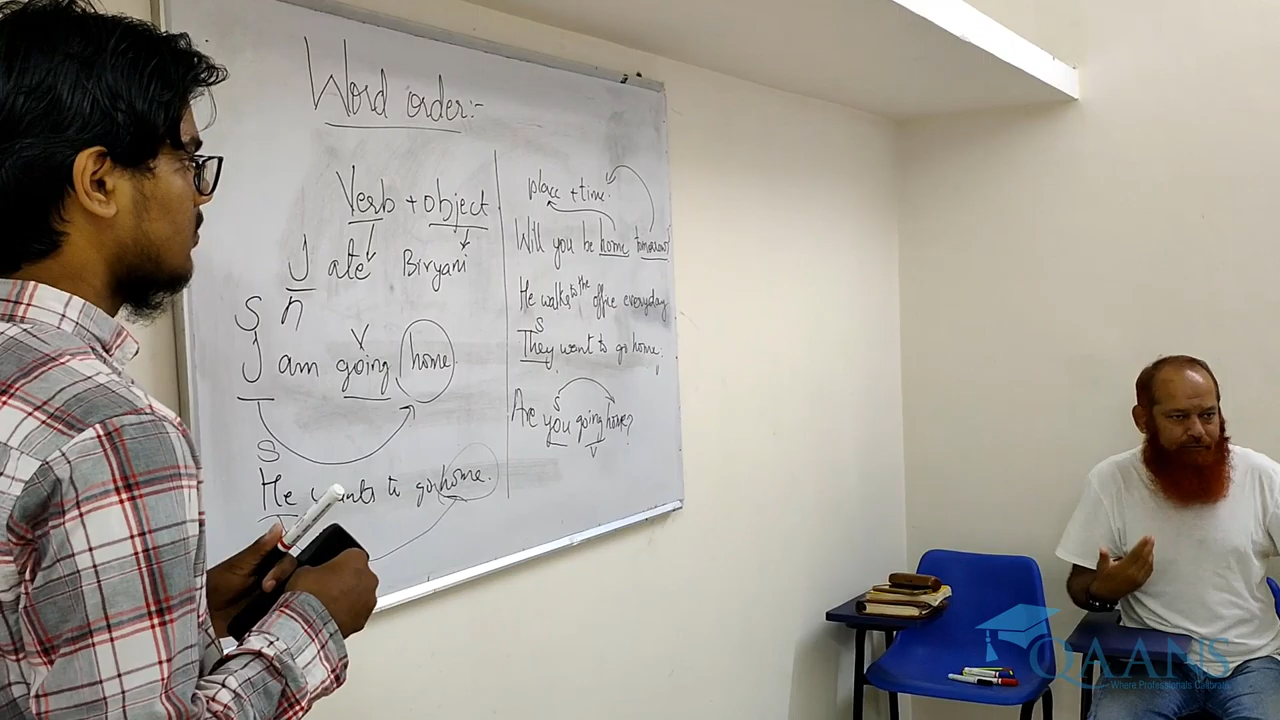 Word order:-
Verb + object
I ate Biryani
n
S
V
I am going home.
S
He wants to go home.
place + time.
Will you be home tomorrow?
He walks to the office everyday
S
They want to go home.
S
Are you going home?
V
QAANS
Where Professionals Calibrate